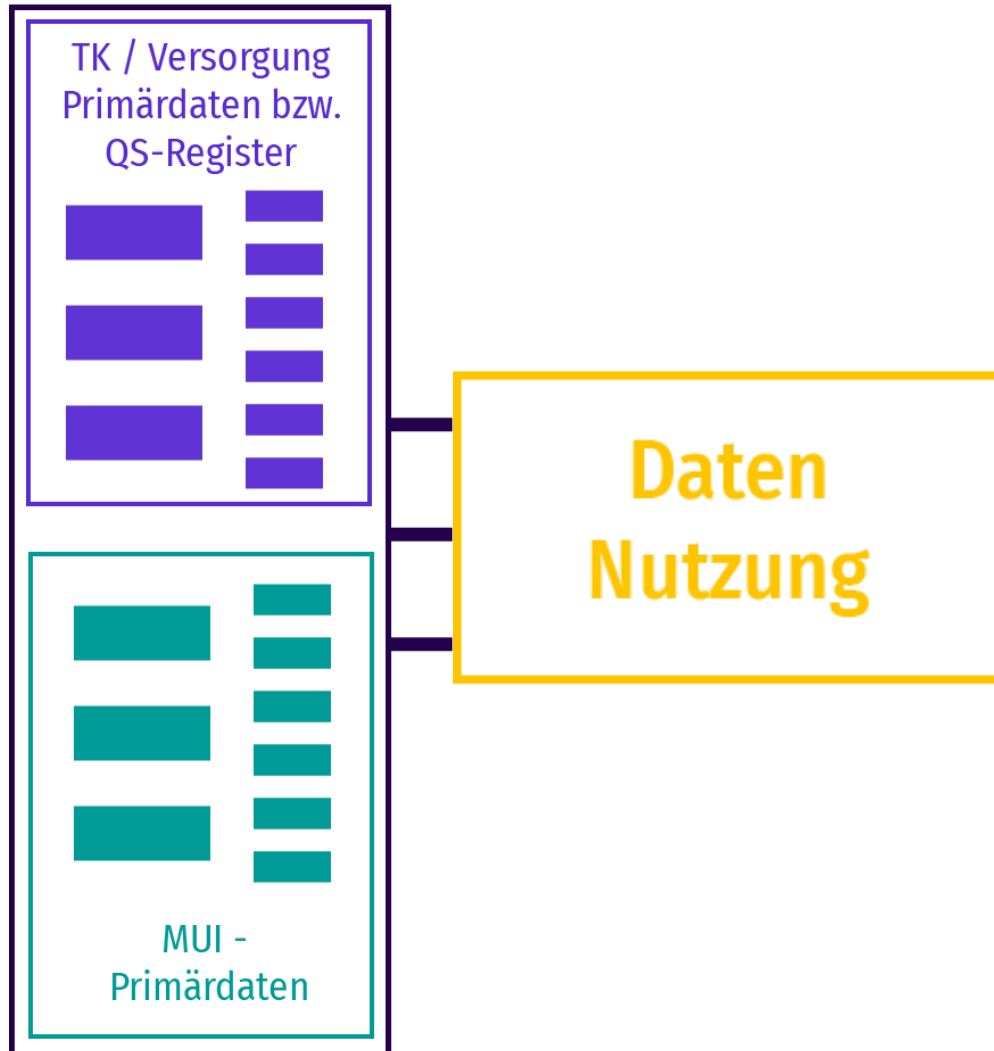 TK / Versorgung
Primärdaten bzw.
QS-Register
Daten
Nutzung
MUI -
Primärdaten